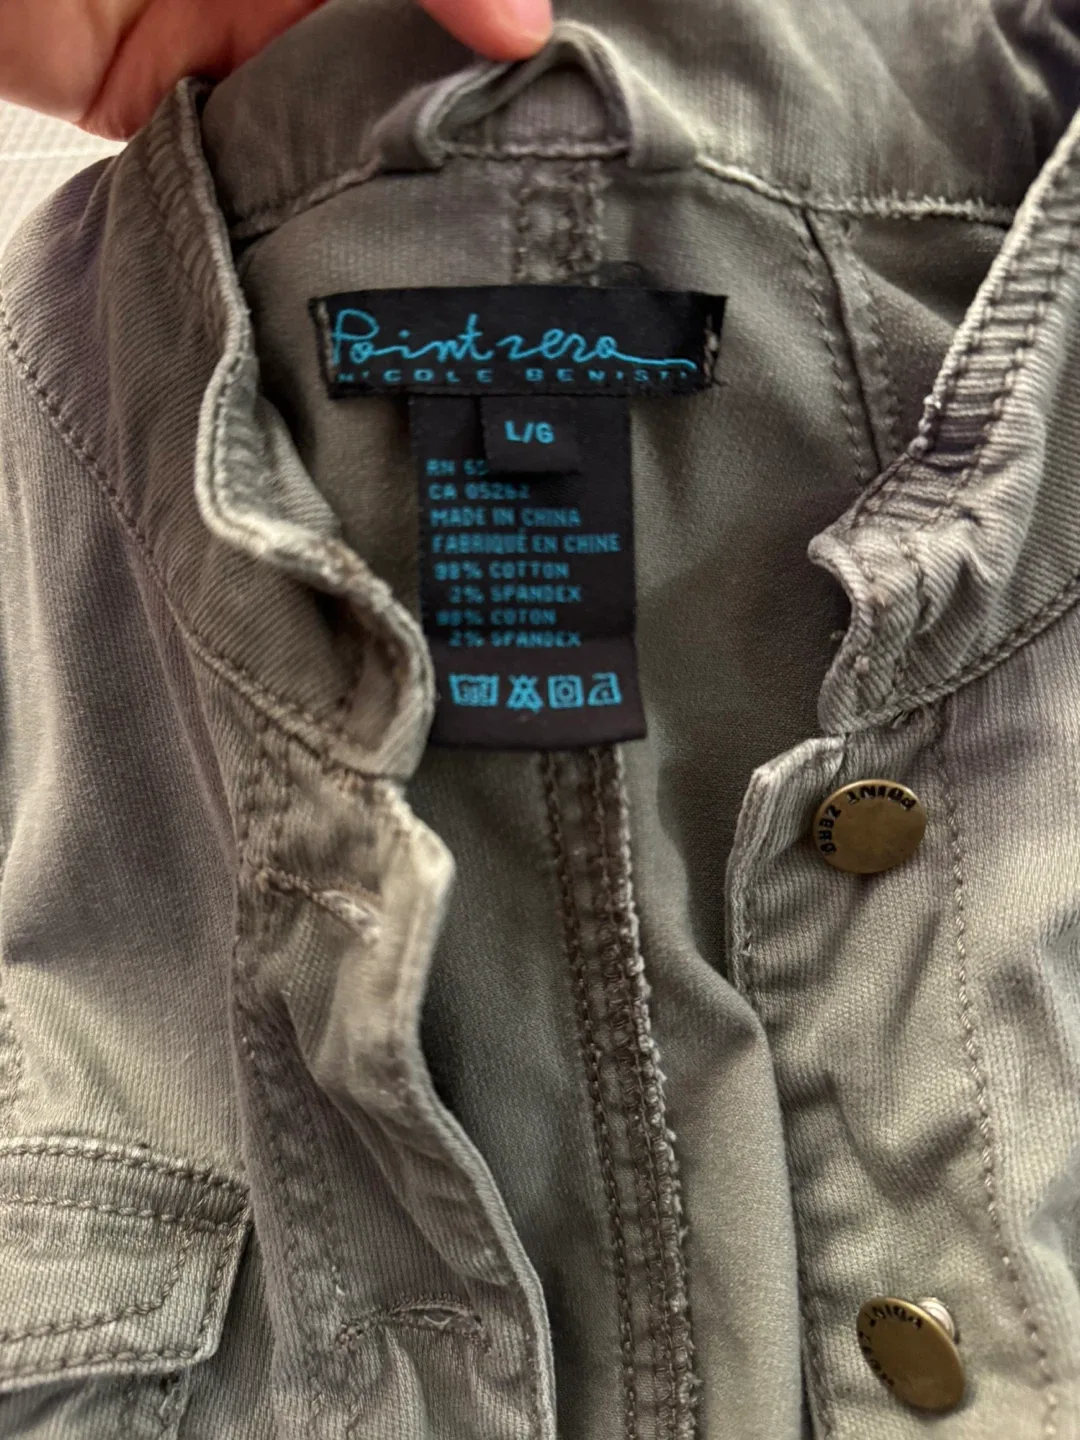 Point zero
NICOLE BENISTI
L/G
RN
CA 05262
MADE IN CHINA
FABRIQUÉ EN CHINE
98% COTTON
2% SPANDEX
98% COTON
2% SPANDEX
POINT ZERO
POINT ZERO